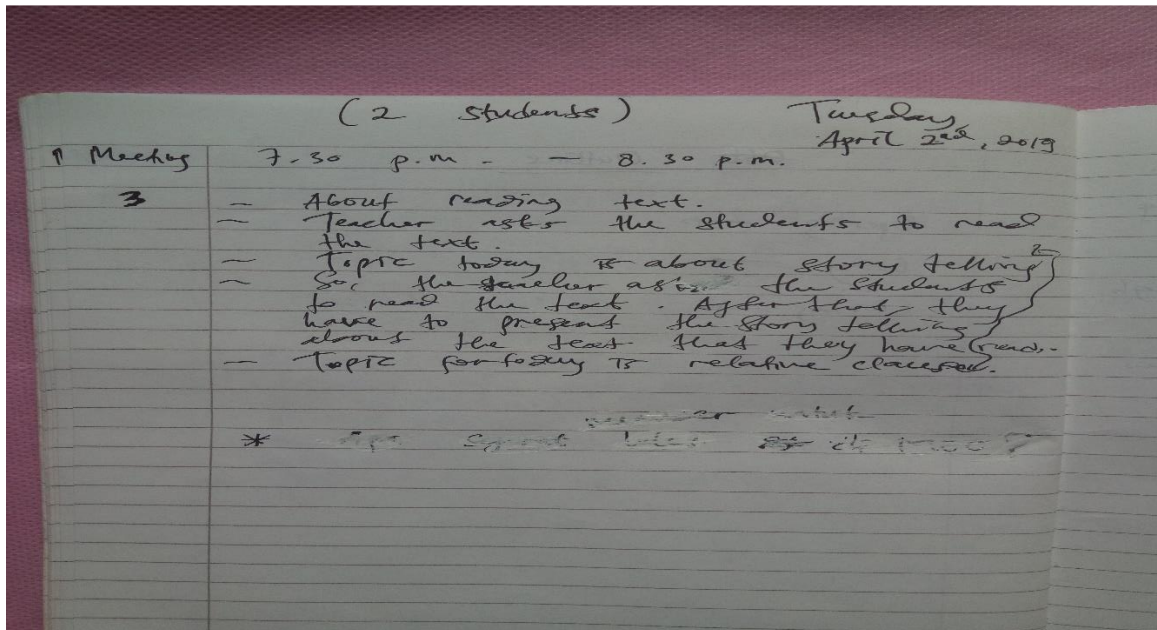 (2 students)
Tuesday
April 2nd, 2019
Meeting 7.30 p.m. - — 8.30 p.m.
3 — About reading text.
— Teacher asks the students to read
the text.
— Topic today is about story telling
— So, the teacher asks the students
to read the text. After that, they
have to present the story telling
about the text that they have read.
— Topic for today is relative clauses.
*